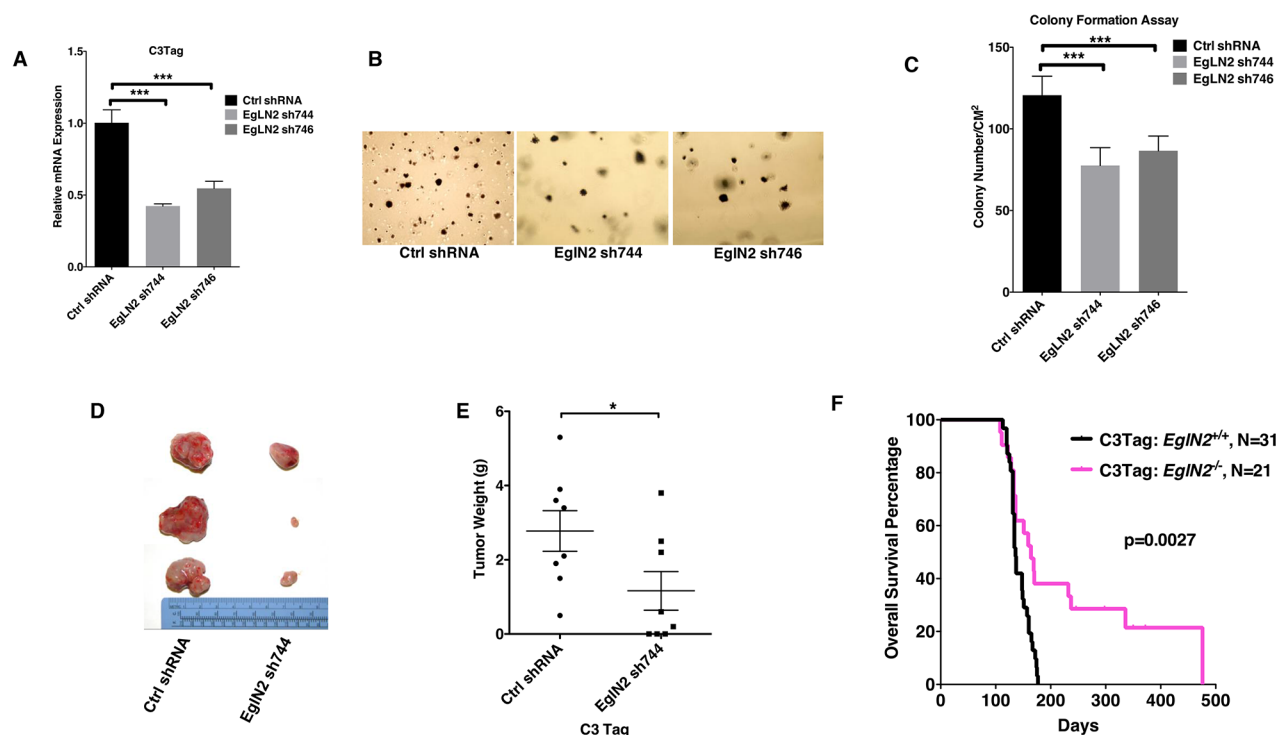 A
C3Tag
Relative mRNA Expression
1.5
1.0
0.5
0.0
***
***
Ctrl shRNA
EgLN2 sh744
EgLN2 sh746
Ctrl shRNA
EgLN2 sh744
EgLN2 sh746
B
Ctrl shRNA
EglN2 sh744
EglN2 sh746
C
Colony Formation Assay
Colony Number/CM²
150
100
50
0
***
***
Ctrl shRNA
EgLN2 sh744
EgLN2 sh746
Ctrl shRNA
EgLN2 sh744
EgLN2 sh746
D
Ctrl shRNA
EglN2 sh744
E
Tumor Weight (g)
6
4
2
0
*
Ctrl shRNA
EglN2 sh744
C3 Tag
F
Overall Survival Percentage
100
80
60
40
20
0
0 100 200 300 400 500
Days
C3Tag: EglN2+/+, N=31
C3Tag: EglN2-/-, N=21
p=0.0027